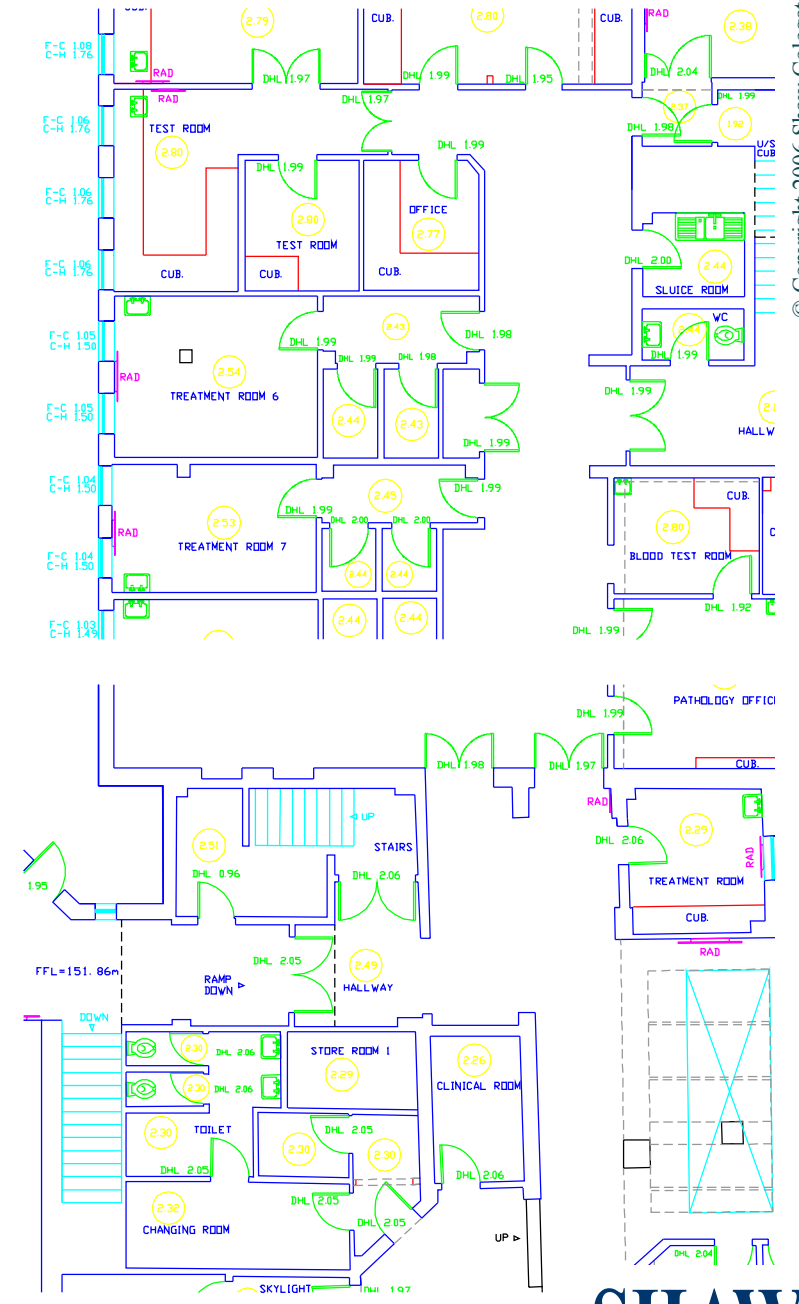 CUB.
2.79
2.80
CUB.
CUB.
RAD
2.38
F-C 1.08
C-H 1.76
RAD
DHL 1.97
DHL 1.99
DHL 1.95
DHL 2.04
RAD
DHL 1.97
DHL 1.99
F-C 1.06
C-H 1.76
TEST ROOM
2.80
DHL 1.99
DHL 1.98
U/S
CUB
DHL 1.99
F-C 1.06
C-H 1.76
2.80
TEST ROOM
OFFICE
2.77
F-C 1.06
C-H 1.76
CUB.
CUB.
CUB.
DHL 2.00
2.44
SLUICE ROOM
F-C 1.05
C-H 1.50
DHL 1.99
DHL 1.98
WC
2.44
DHL 1.99
DHL 1.99
DHL 1.98
RAD
2.54
TREATMENT ROOM 6
DHL 1.99
F-C 1.05
C-H 1.50
2.44
2.43
DHL 1.99
HALLW
F-C 1.04
C-H 1.50
2.45
DHL 1.99
DHL 1.99
CUB.
2.53
DHL 2.00
DHL 2.00
2.80
RAD
TREATMENT ROOM 7
BLOOD TEST ROOM
F-C 1.04
C-H 1.50
2.44
2.44
DHL 1.92
F-C 1.03
C-H 1.49
2.44
2.44
DHL 1.99
PATHOLOGY OFFIC
DHL 1.99
DHL 1.98
DHL 1.97
CUB.
UP
RAD
2.51
STAIRS
2.29
DHL 2.06
RAD
DHL 0.96
DHL 2.06
TREATMENT ROOM
1.95
CUB.
RAD
FFL=151.86m
DHL 2.05
2.49
RAMP
DOWN
HALLWAY
DOWN
2.30
DHL 2.06
STORE ROOM 1
2.29
2.26
CLINICAL ROOM
2.30
DHL 2.06
2.30
TOILET
DHL 2.05
2.30
2.30
DHL 2.05
DHL 2.06
2.32
CHANGING ROOM
DHL 2.05
DHL 2.05
UP
DHL 2.04
SKYLIGHT
DHL 1.97
SHAW
© Copyright 2006 Shaw Galcast